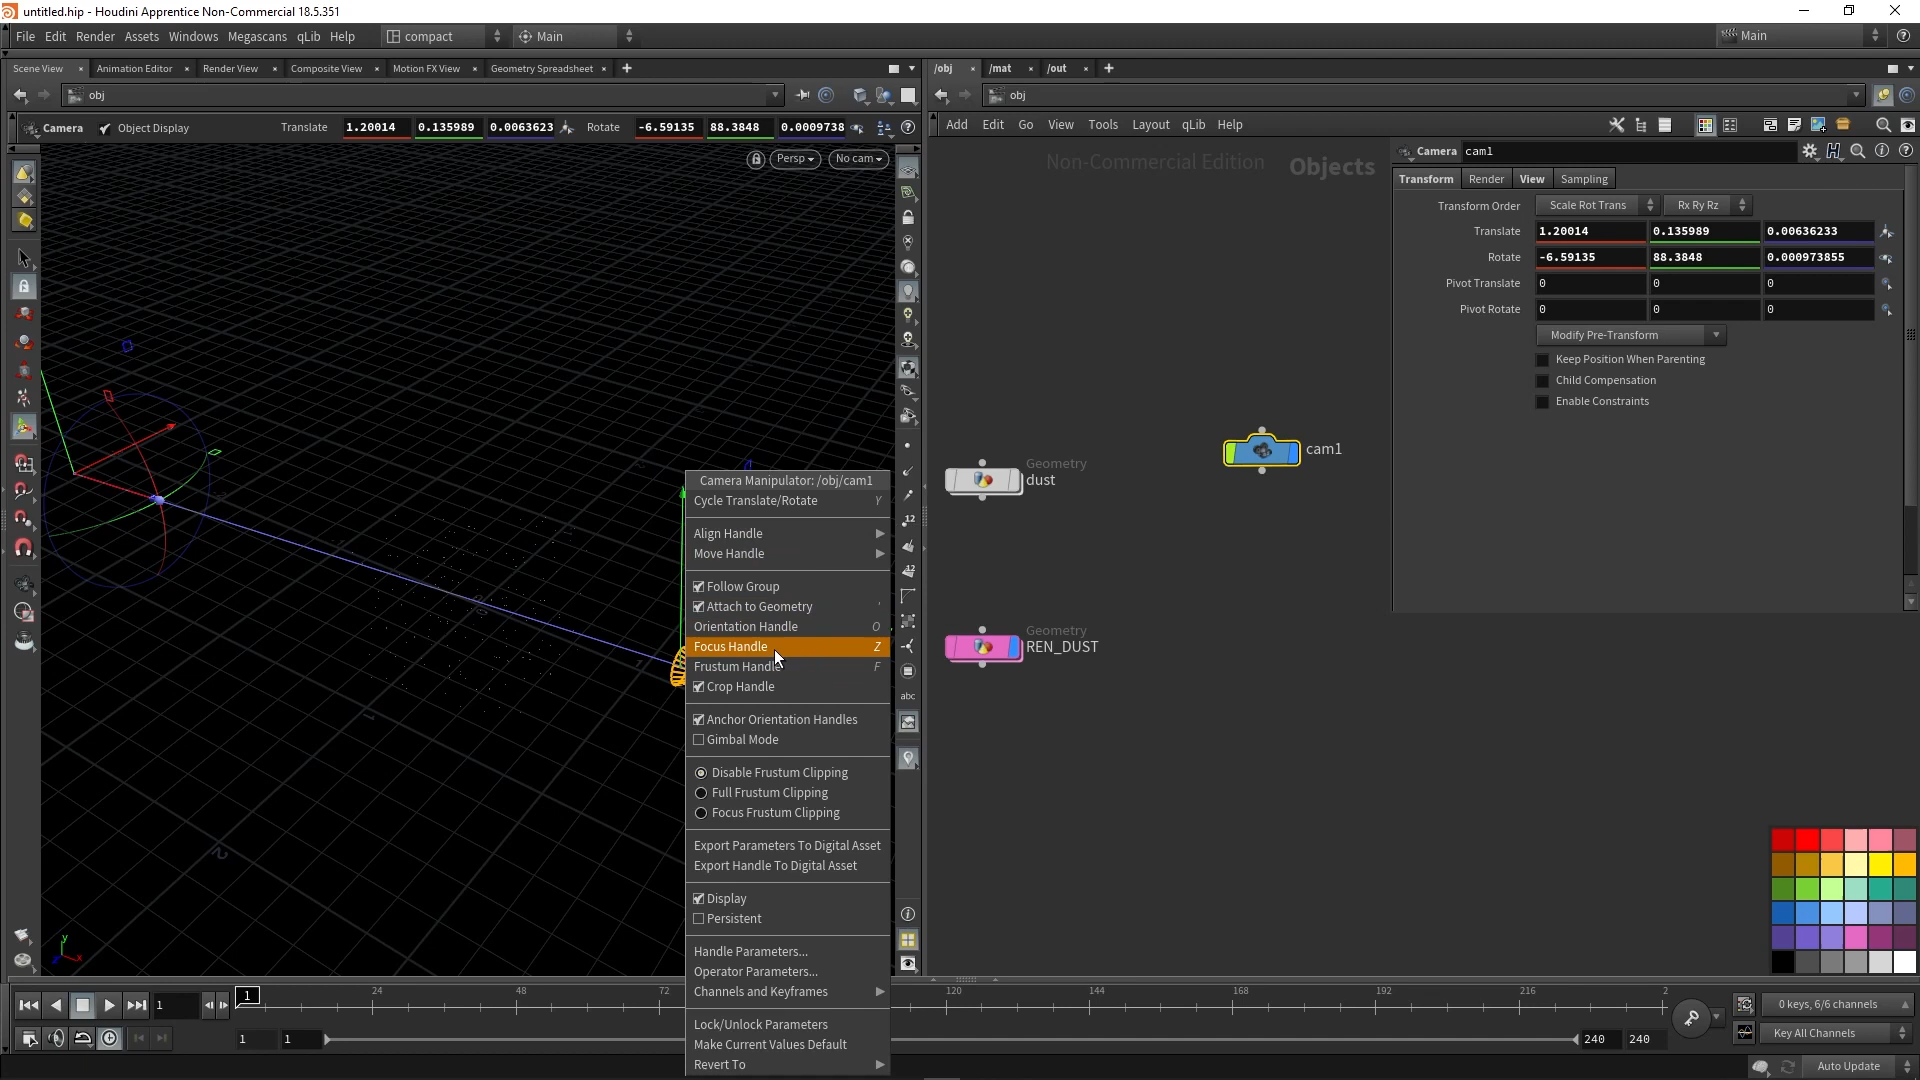 untitled.hip - Houdini Apprentice Non-Commercial 18.5.351
File Edit Render Assets Windows Megascans qLib Help compact Main Main
Scene View Animation Editor Render View Composite View Motion FX View Geometry Spreadsheet
/obj /mat /out
obj
obj
Camera Object Display Translate 1.20014 0.135989 0.0063623 Rotate -6.59135 88.3848 0.0009738
Add Edit Go View Tools Layout qLib Help
Persp No cam
Non-Commercial Edition Objects
Camera cam1
Transform Render View Sampling
Transform Order Scale Rot Trans Rx Ry Rz
Translate 1.20014 0.135989 0.00636233
Rotate -6.59135 88.3848 0.000973855
Pivot Translate 0 0 0
Pivot Rotate 0 0 0
Modify Pre-Transform
Keep Position When Parenting
Child Compensation
Enable Constraints
cam1
Geometry
dust
Geometry
REN_DUST
Camera Manipulator: /obj/cam1
Cycle Translate/Rotate Y
Align Handle
Move Handle
Follow Group
Attach to Geometry '
Orientation Handle O
Focus Handle Z
Frustum Handle F
Crop Handle
Anchor Orientation Handles
Gimbal Mode
Disable Frustum Clipping
Full Frustum Clipping
Focus Frustum Clipping
Export Parameters To Digital Asset
Export Handle To Digital Asset
Display
Persistent
Handle Parameters...
Operator Parameters...
Channels and Keyframes
Lock/Unlock Parameters
Make Current Values Default
Revert To
12
12
abc
y
x
z
1 1 24 48 72 120 144 168 192 216 2
0 keys, 6/6 channels
1 1 240 240
Key All Channels
Auto Update